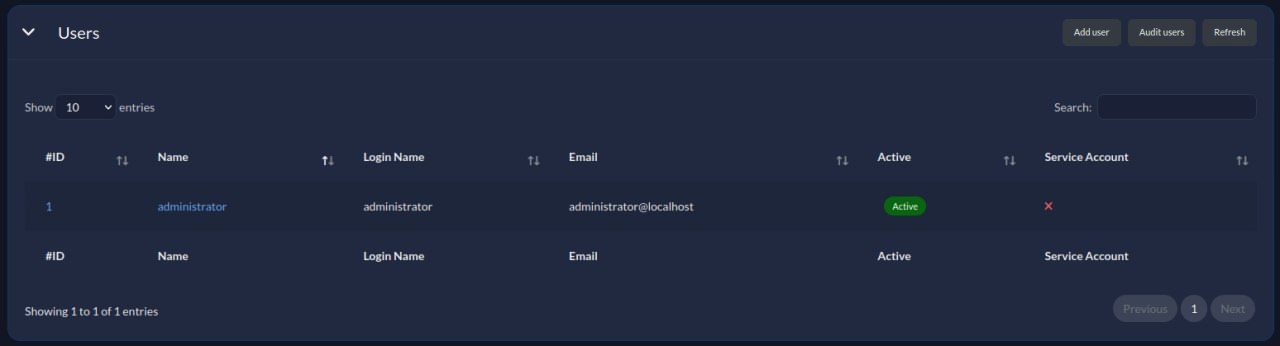 Users Add user Audit users Refresh
Show 10 entries Search:
#ID Name Login Name Email Active Service Account
1 administrator administrator administrator@localhost Active
#ID Name Login Name Email Active Service Account
Showing 1 to 1 of 1 entries Previous 1 Next